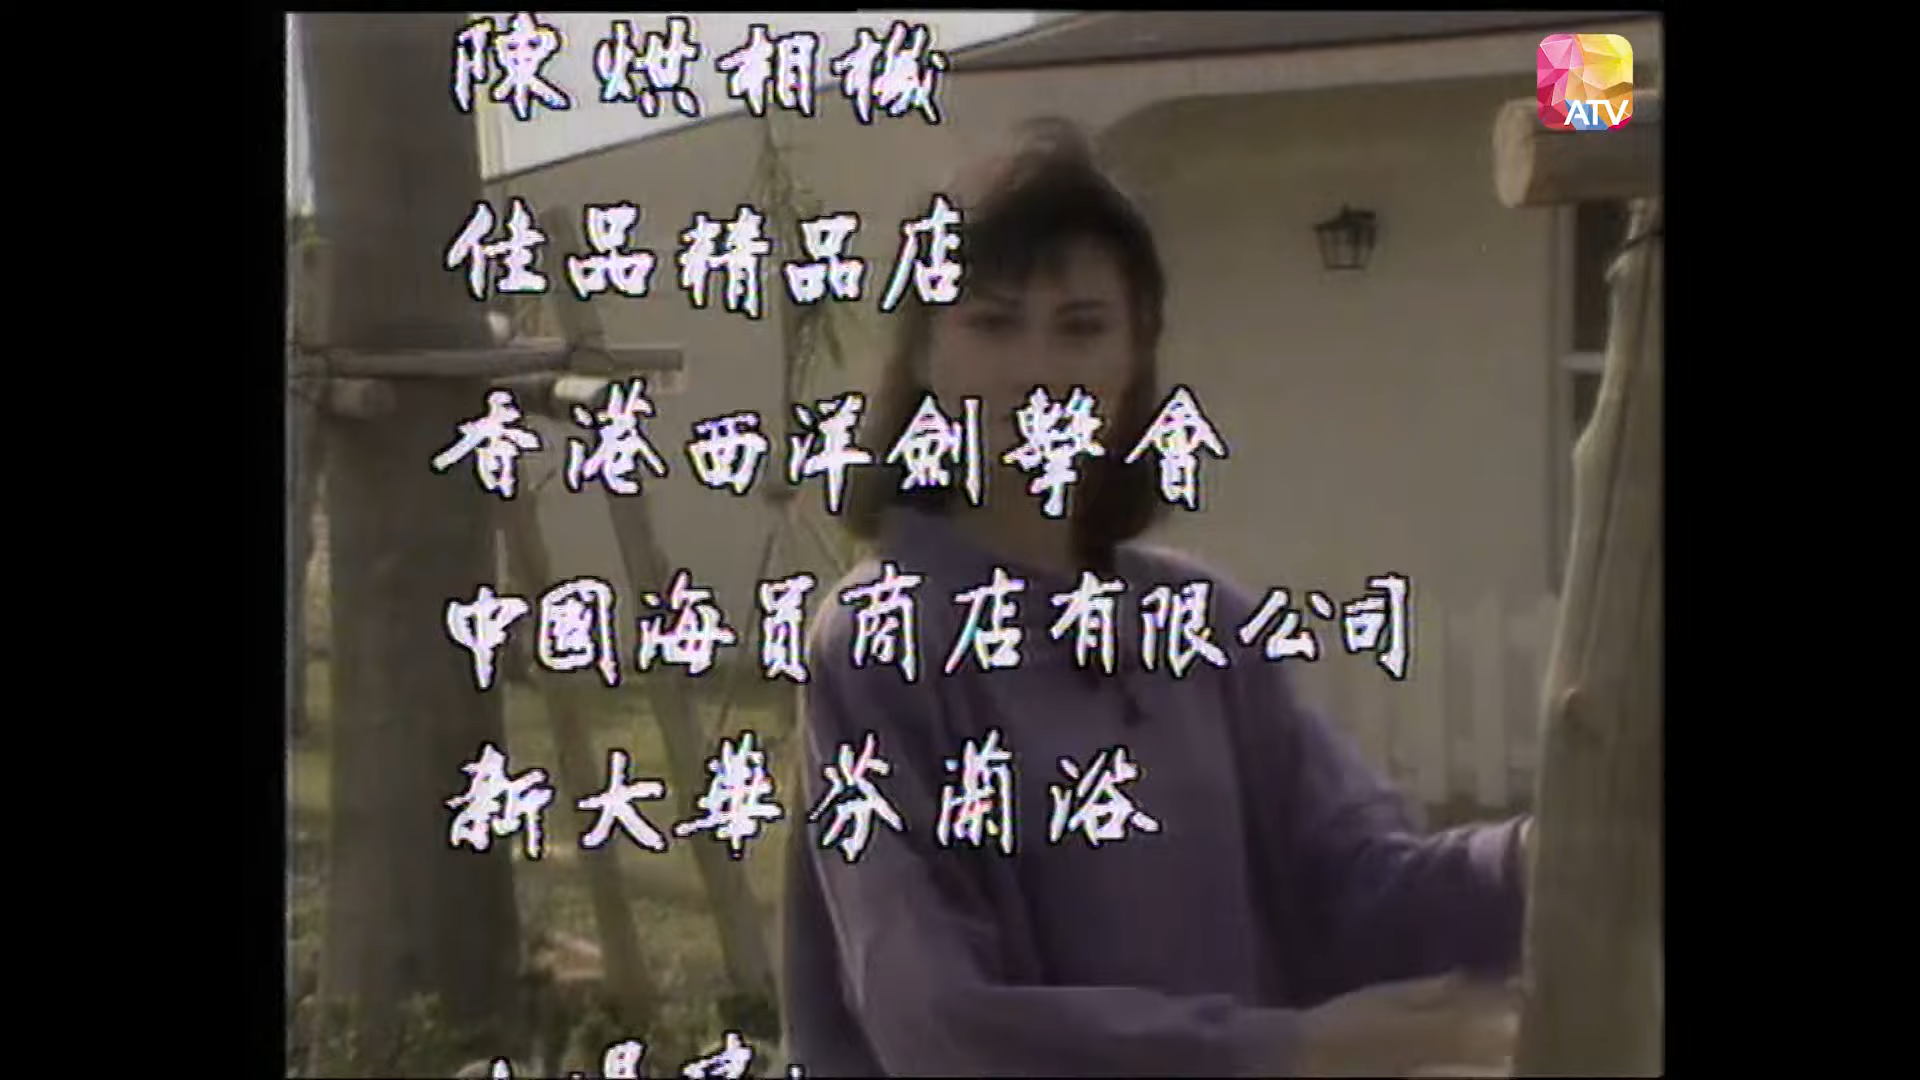 陳烘相機
ATV
佳品精品店
香港西洋劍擊會
中國海員商店有限公司
新大華芬蘭浴